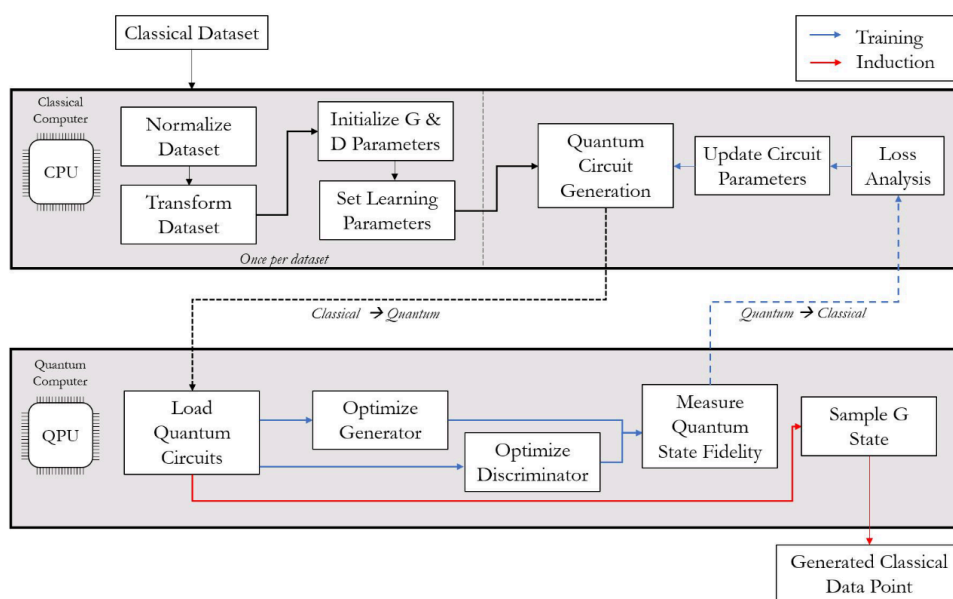 Classical Dataset
Training
Induction
Classical
Computer
CPU
Normalize
Dataset
Transform
Dataset
Initialize G &
D Parameters
Set Learning
Parameters
Once per dataset
Quantum
Circuit
Generation
Update Circuit
Parameters
Loss
Analysis
Classical → Quantum
Quantum → Classical
Quantum
Computer
QPU
Load
Quantum
Circuits
Optimize
Generator
Optimize
Discriminator
Measure
Quantum
State Fidelity
Sample G
State
Generated Classical
Data Point